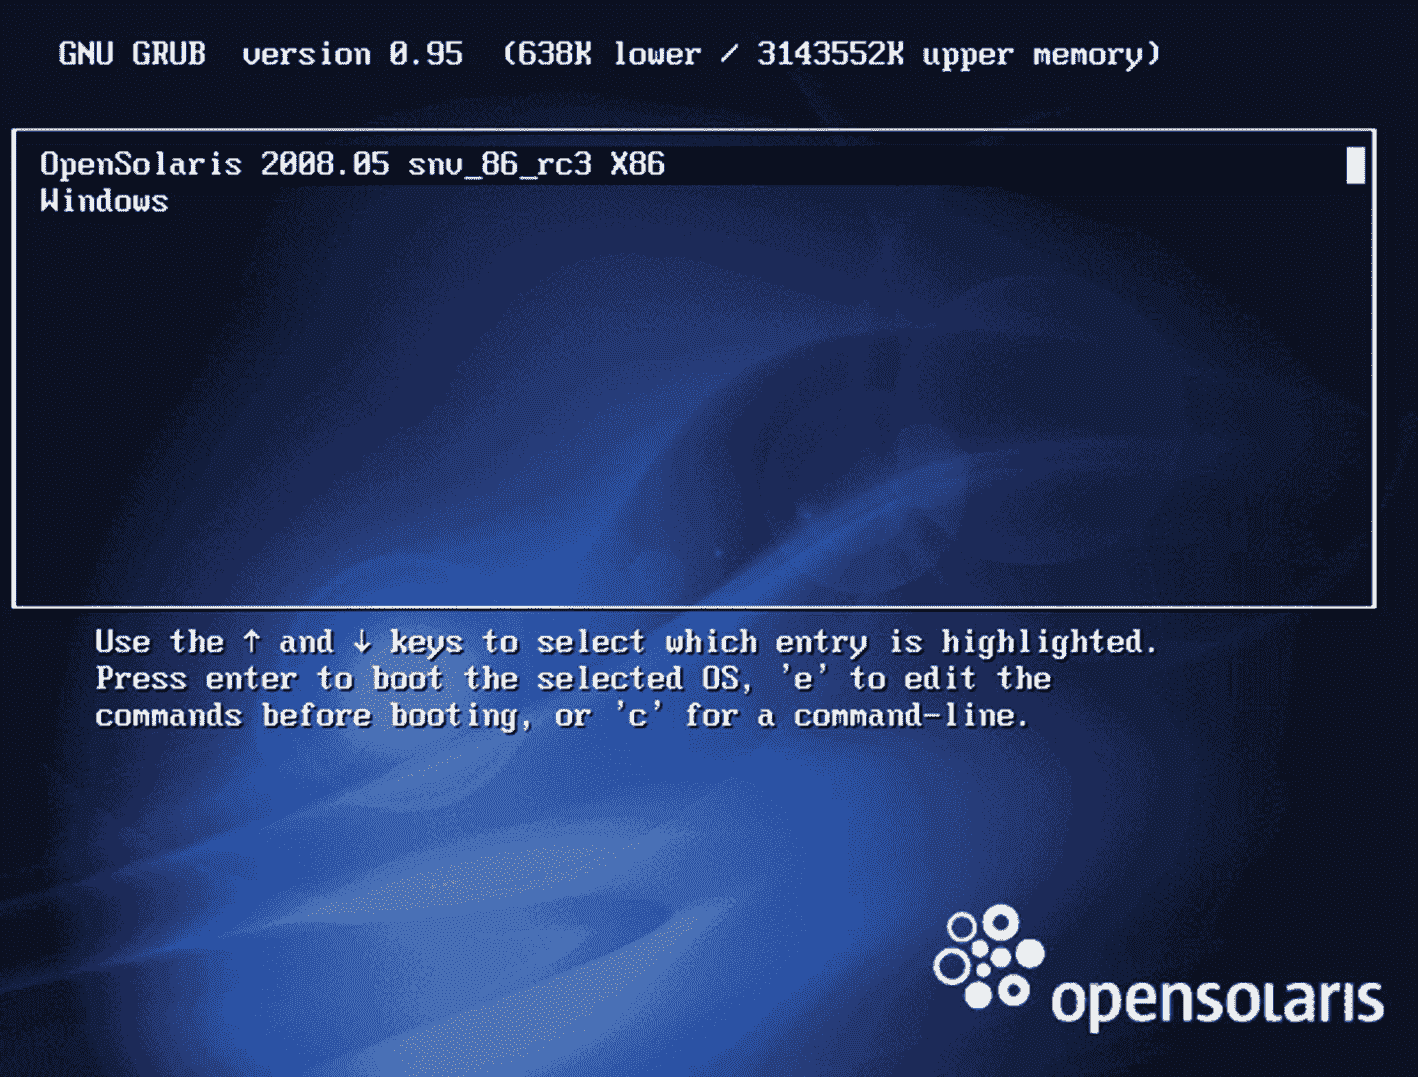 GNU GRUB  version 0.95  (638K lower / 3143552K upper memory)
OpenSolaris 2008.05 snv_86_rc3 X86
Windows
Use the ↑ and ↓ keys to select which entry is highlighted.
Press enter to boot the selected OS, 'e' to edit the
commands before booting, or 'c' for a command-line.
opensolaris